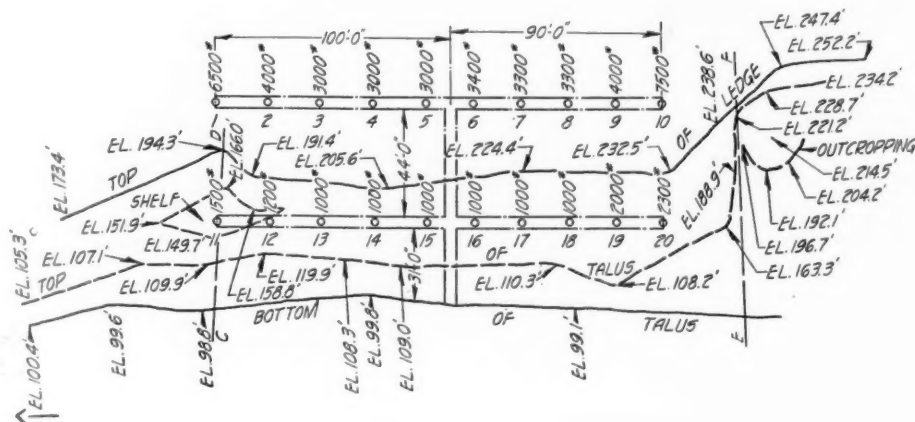 100'-0"
90'-0"
6500#
4000#
3000#
3000#
3000#
3400#
3300#
3300#
4000#
7500#
EL.238.6'
F
EL.247.4'
EL.252.2'
LEDGE
EL.234.2'
EL.228.7'
EL.221.2'
OUTCROPPING
EL.214.5'
EL.204.2'
EL.192.1'
EL.196.7'
EL.163.3'
2
3
4
5
6
7
8
9
10
EL.194.3'
D
EL.166.0'
EL.191.4'
EL.205.6'
44'-0"
EL.224.4'
EL.232.5'
OF
EL.188.9'
EL.173.4'
TOP
SHELF
EL.151.9'
C
1500#
1200#
1000#
1000#
1000#
1000#
1000#
1000#
2000#
2300#
11
12
13
14
15
16
17
18
19
20
EL.149.7'
EL.105.3'
EL.107.1'
TOP
EL.109.9'
EL.119.9'
EL.158.8'
31'-0"
OF
EL.110.3'
TALUS
EL.108.2'
EL.100.4'
EL.99.6'
EL.98.8'
C
BOTTOM
EL.108.3'
EL.99.8'
EL.109.0'
OF
EL.99.1'
TALUS
E